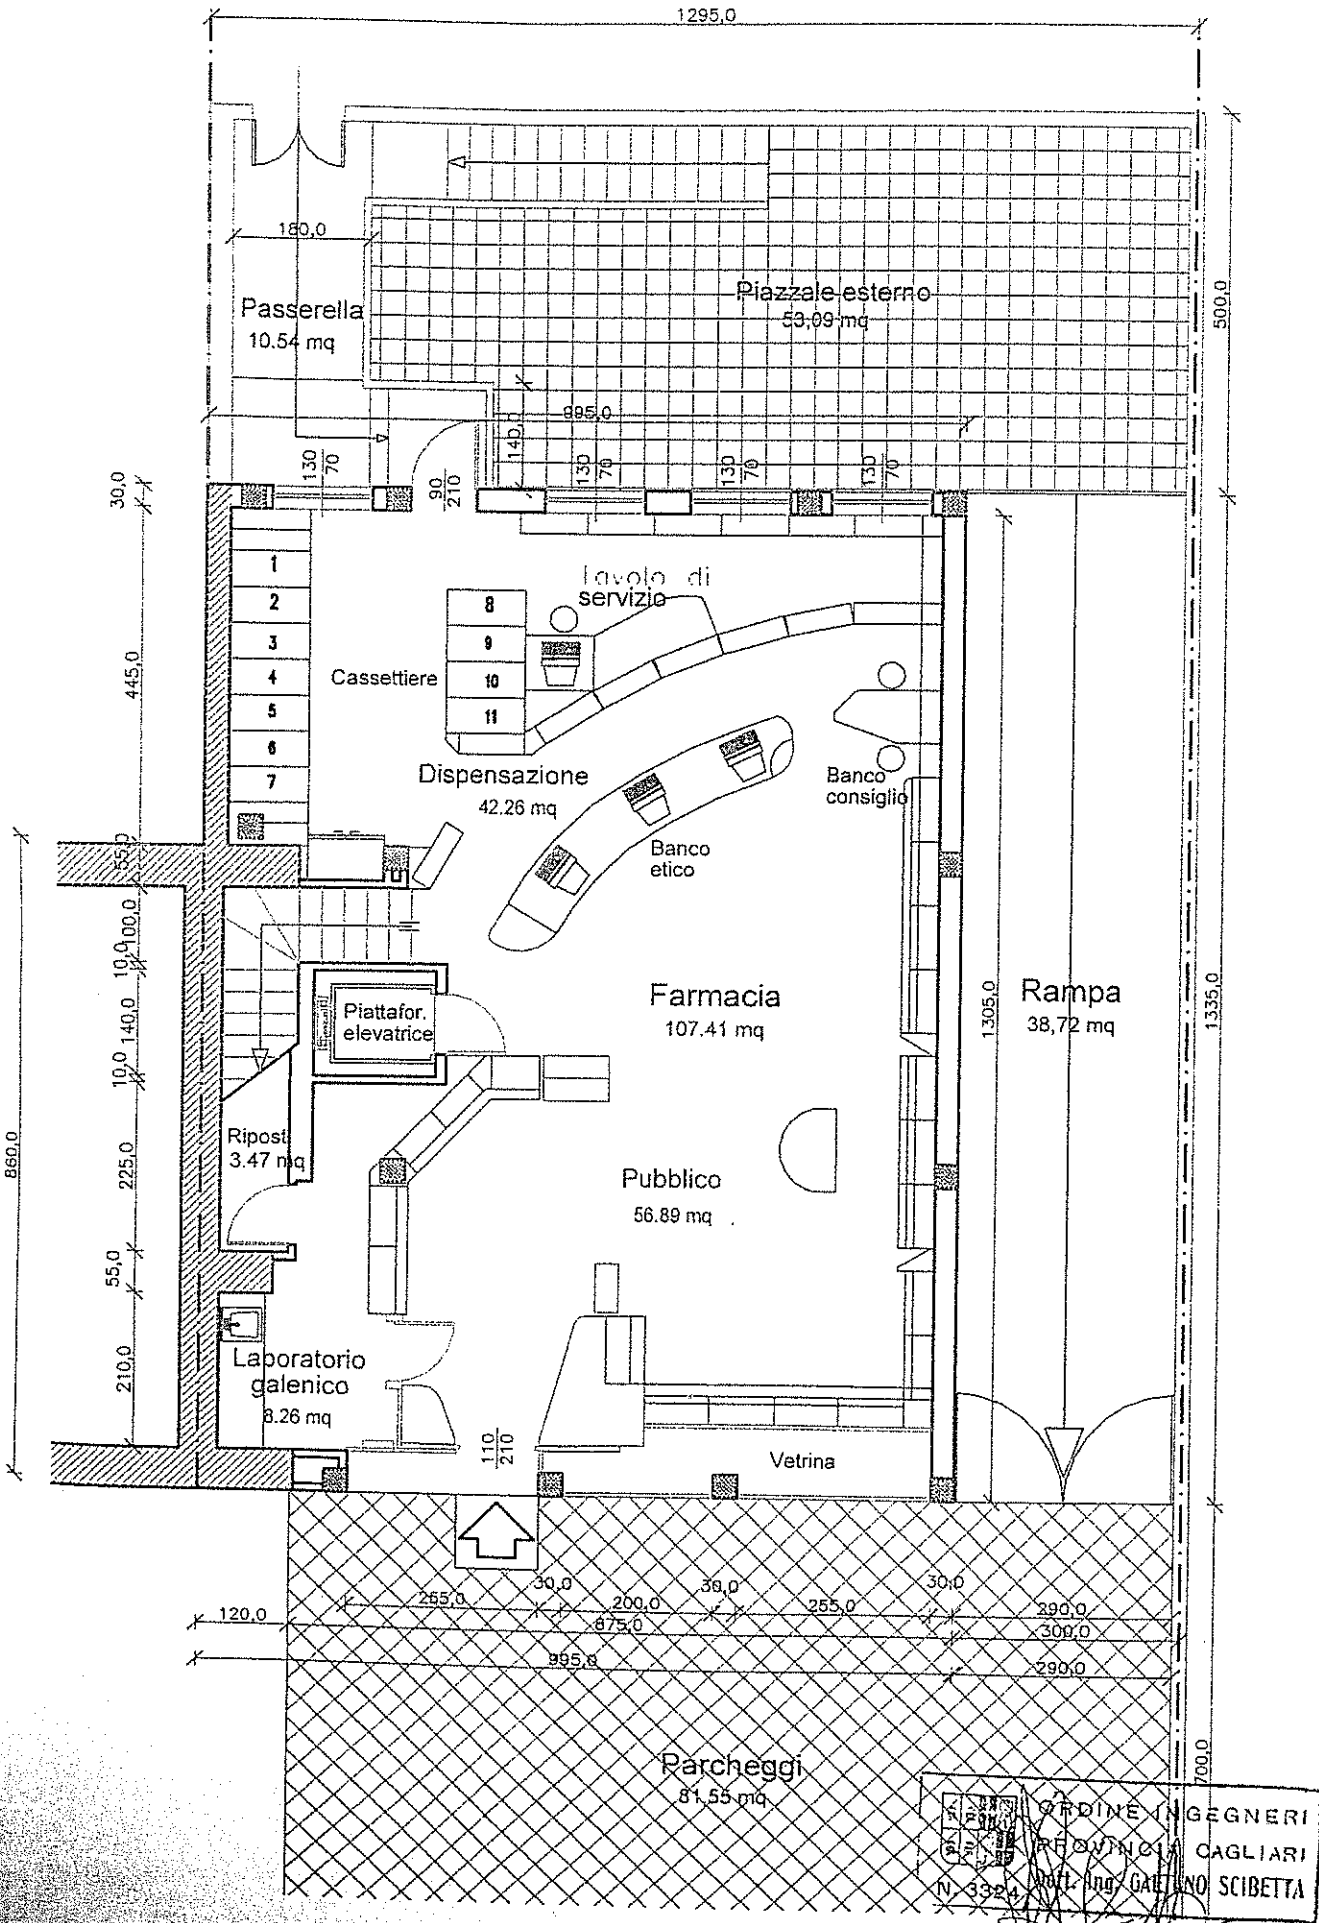 1295,0
180,0
Passerella
10.54 mq
Piazzale esterno
53,09 mq
500,0
995,0
140,0
130
70
90
210
130
70
130
70
130
70
30,0
445,0
1
2
3
4
5
6
7
8
9
10
11
Tavolo di
servizio
Cassettiere
Dispensazione
42.26 mq
Banco
consiglio
Banco
etico
55,0
100,0
10,0
140,0
10,0
225,0
55,0
210,0
860,0
Piattafor.
elevatrice
Farmacia
107.41 mq
1305,0
Rampa
38,72 mq
1335,0
Ripost.
3.47 mq
Pubblico
56.89 mq
Laboratorio
galenico
8.26 mq
110
210
Vetrina
255,0
30,0
200,0
30,0
255,0
30,0
290,0
120,0
875,0
300,0
995,0
290,0
700,0
Parcheggi
81,55 mq
ORDINE INGEGNERI
PROVINCIA CAGLIARI
N. 3324 Dott. Ing. GAETANO SCIBETTA